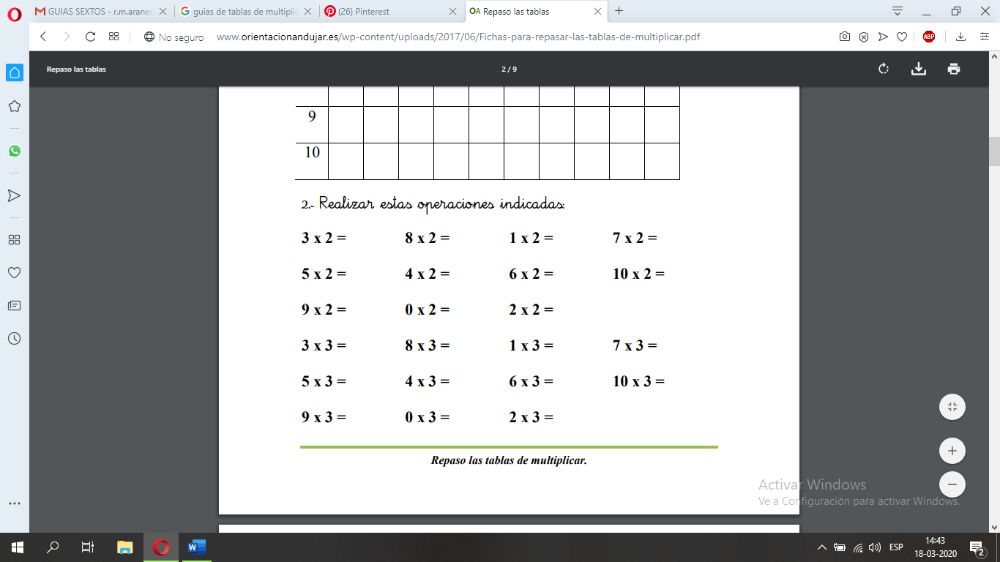 GUIAS SEXTOS - r.m.araned
guias de tablas de multiplic
(26) Pinterest
OA Repaso las tablas
No seguro www.orientacionandujar.es/wp-content/uploads/2017/06/Fichas-para-repasar-las-tablas-de-multiplicar.pdf
ABP
Repaso las tablas 2 / 9
9
10
2.- Realizar estas operaciones indicadas:
3 x 2 = 8 x 2 = 1 x 2 = 7 x 2 =
5 x 2 = 4 x 2 = 6 x 2 = 10 x 2 =
9 x 2 = 0 x 2 = 2 x 2 =
3 x 3 = 8 x 3 = 1 x 3 = 7 x 3 =
5 x 3 = 4 x 3 = 6 x 3 = 10 x 3 =
9 x 3 = 0 x 3 = 2 x 3 =
Repaso las tablas de multiplicar.
Activar Windows
Ve a Configuración para activar Windows.
ESP
14:43
18-03-2020
2